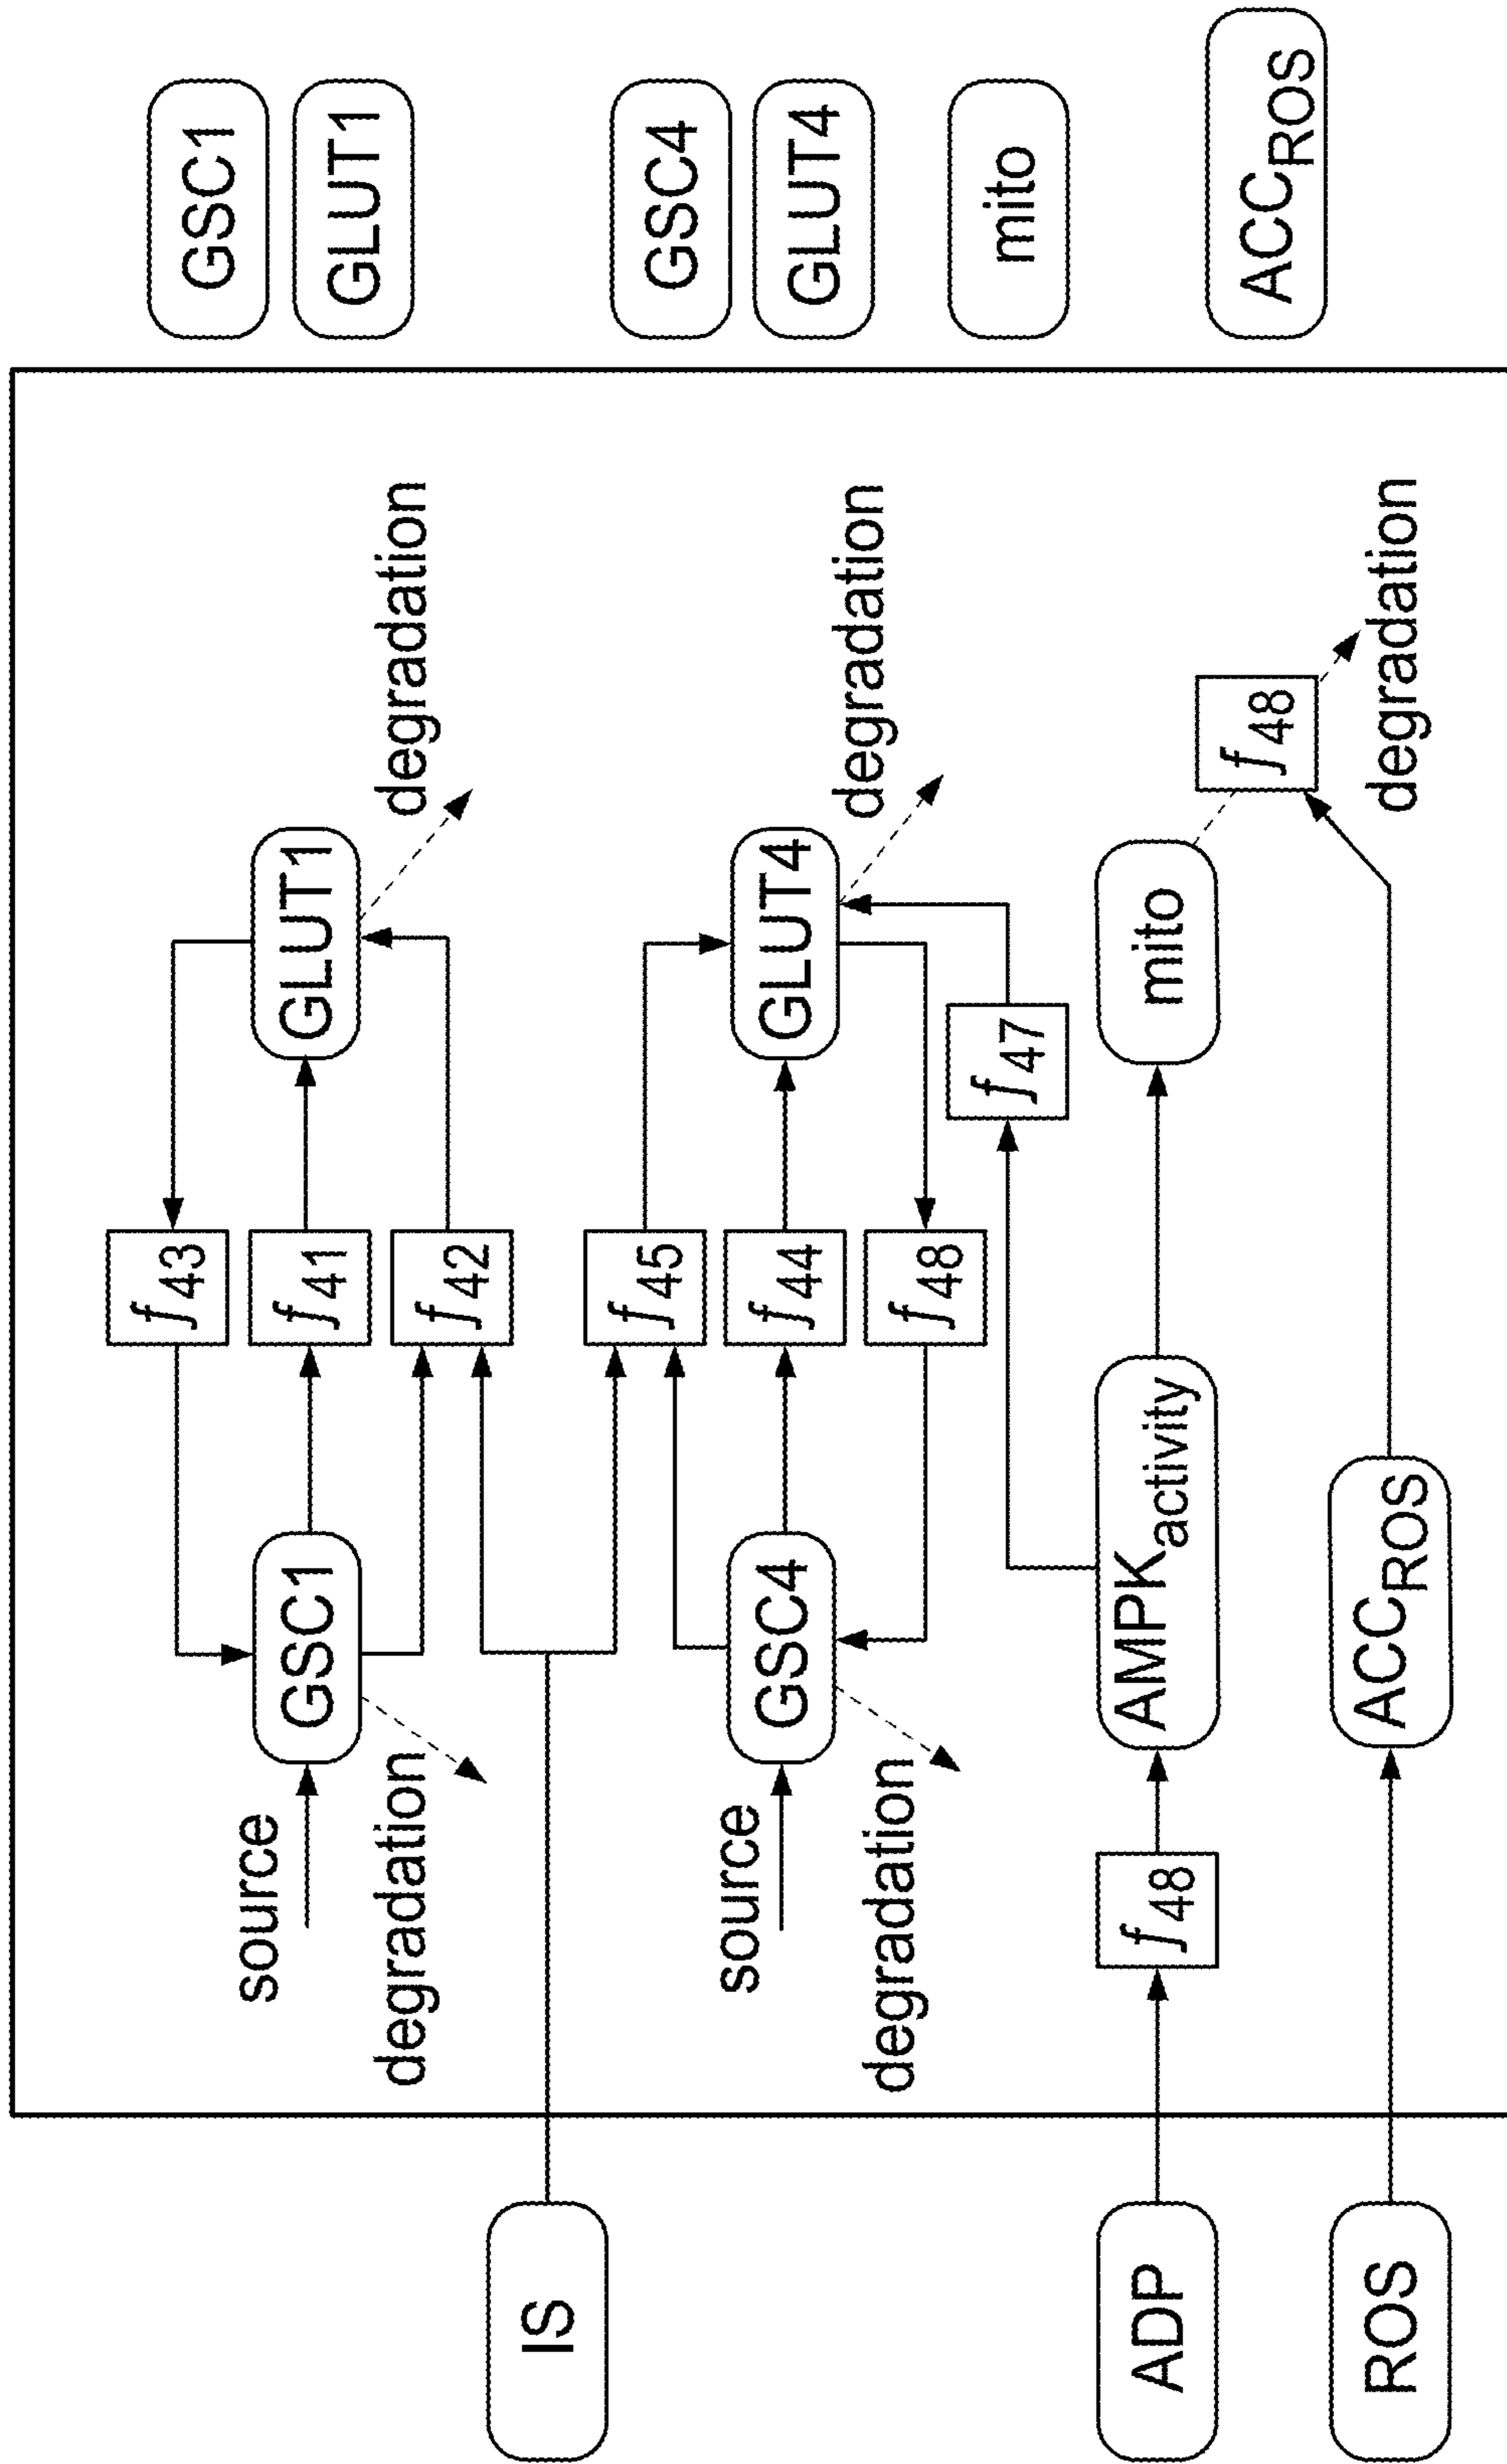 f43
GSC1
source
GSC1
f41
GLUT1
GLUT1
degradation
f42
degradation
IS
f45
GSC4
source
GSC4
f44
GLUT4
GLUT4
degradation
f48
degradation
f47
mito
ADP
f48
AMPKactivity
mito
f48
ACCROS
ROS
ACCROS
degradation